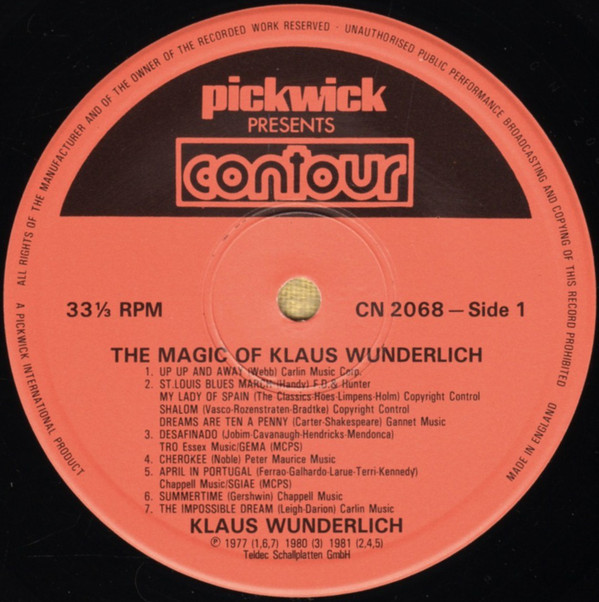 ALL RIGHTS OF THE MANUFACTURER AND OF THE OWNER OF THE RECORDED WORK RESERVED - UNAUTHORISED PUBLIC PERFORMANCE BROADCASTING AND COPYING OF THIS RECORD PROHIBITED
pickwick
PRESENTS
contour
33⅓ RPM
CN 2068 – Side 1
THE MAGIC OF KLAUS WUNDERLICH
1. UP UP AND AWAY (Webb) Carlin Music Corp.
2. ST.LOUIS BLUES MARCH (Handy) F.D.& Hunter
MY LADY OF SPAIN (The Classics-Hoes-Limpens-Holm) Copyright Control
SHALOM (Vasco-Rozenstraten-Bradtke) Copyright Control
DREAMS ARE TEN A PENNY (Carter-Shakespeare) Gannet Music
3. DESAFINADO (Jobim-Cavanaugh-Hendricks-Mendonca)
TRO Essex Music/GEMA (MCPS)
4. CHEROKEE (Noble) Peter Maurice Music
5. APRIL IN PORTUGAL (Ferrao-Galhardo-Larue-Terri-Kennedy)
Chappell Music/SGIAE (MCPS)
6. SUMMERTIME (Gershwin) Chappell Music
7. THE IMPOSSIBLE DREAM (Leigh-Darion) Carlin Music
KLAUS WUNDERLICH
℗ 1977 (1,6,7) 1980 (3) 1981 (2,4,5)
Teldec Schallplatten GmbH
A PICKWICK INTERNATIONAL PRODUCT
MADE IN ENGLAND